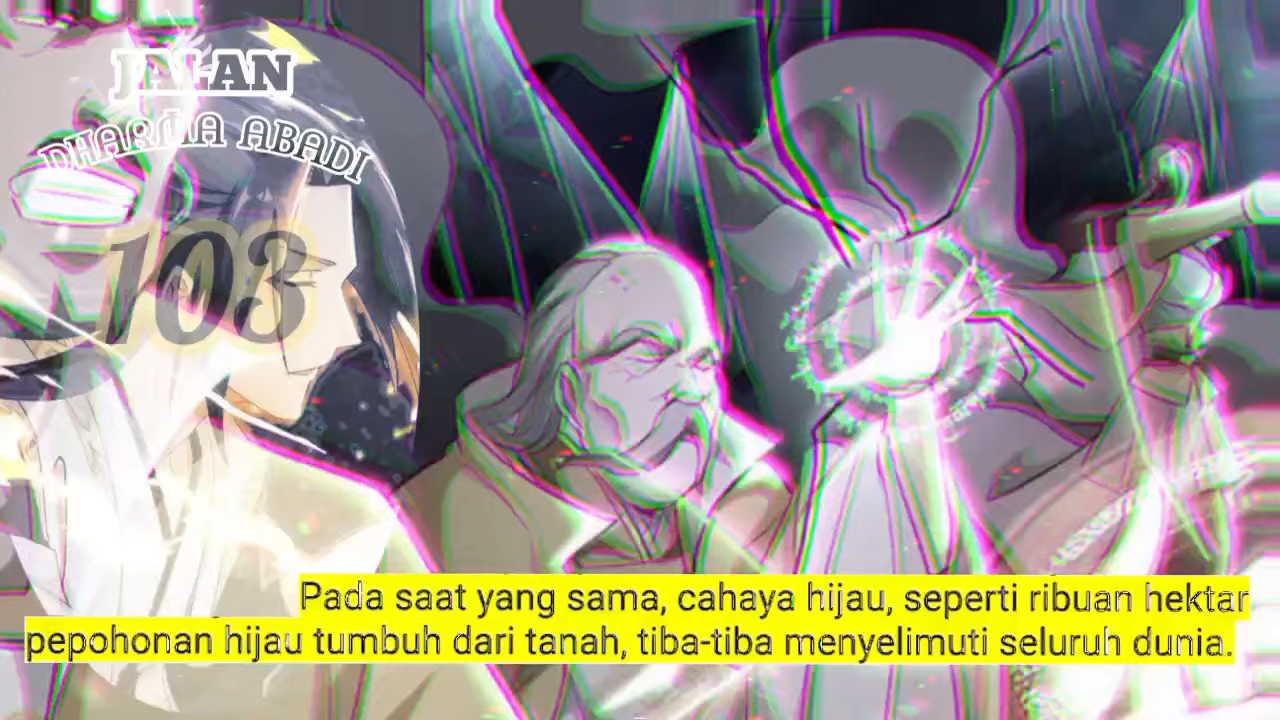 JALAN
DHARMA ABADI
103
Pada saat yang sama, cahaya hijau, seperti ribuan hektar
pepohonan hijau tumbuh dari tanah, tiba-tiba menyelimuti seluruh dunia.